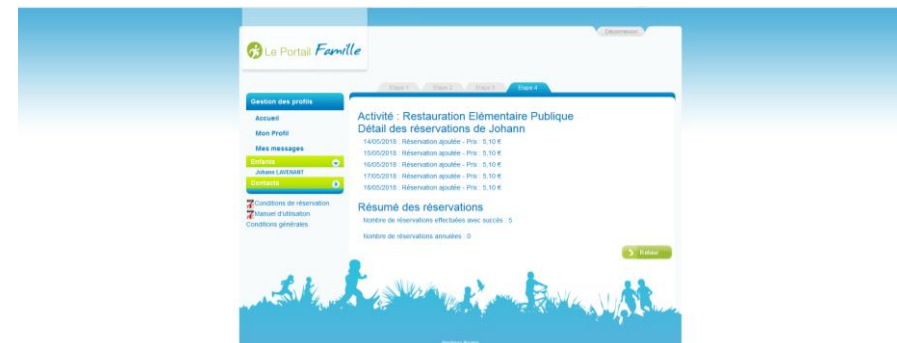 Le Portail Famille
Déconnexion
Etape 1 Etape 2 Etape 3 Etape 4
Gestion des profils
Accueil
Mon Profil
Mes messages
Enfants
Johann LAVENANT
Contacts
Conditions de réservation
Manuel d'utilisation
Conditions générales
Activité : Restauration Elémentaire Publique
Détail des réservations de Johann
14/05/2018 : Réservation ajoutée - Prix : 5,10 €
15/05/2018 : Réservation ajoutée - Prix : 5,10 €
16/05/2018 : Réservation ajoutée - Prix : 5,10 €
17/05/2018 : Réservation ajoutée - Prix : 5,10 €
18/05/2018 : Réservation ajoutée - Prix : 5,10 €
Résumé des réservations
Nombre de réservations effectuées avec succès : 5
Nombre de réservations annulées : 0
Retour